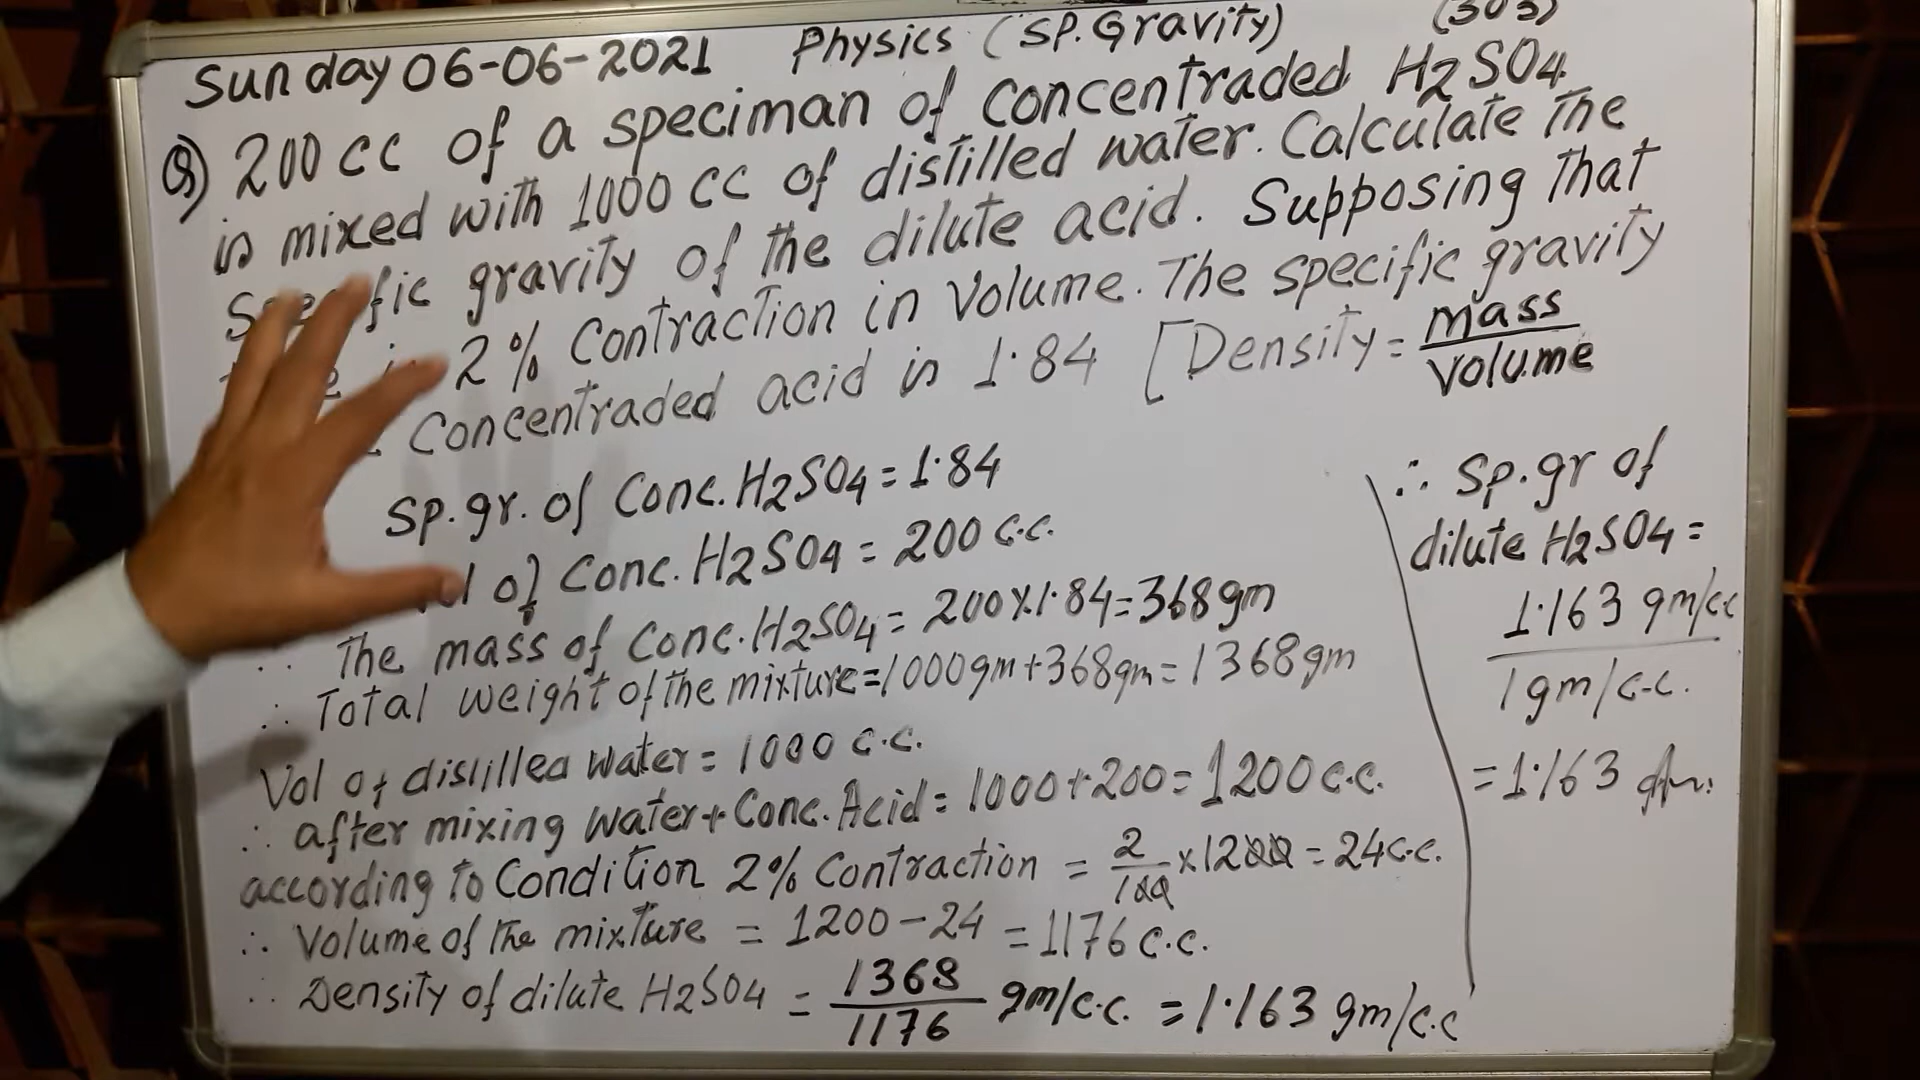 Sunday 06-06-2021 Physics (SP. Gravity) (303)
Q) 200 cc of a speciman of concentraded H2SO4
is mixed with 1000 cc of distilled water. Calculate the
gravity of the dilute acid. Supposing that
2% Contraction in volume. The specific gravity
Concentraded acid is 1.84 [Density = mass
volume
SP.gr. of Conc. H2SO4 = 1.84
of Conc. H2SO4 = 200 c.c.
∴ The mass of Conc. H2SO4 = 200 x 1.84 = 368 gm
∴ Total weight of the mixture = 1000 gm + 368 gm = 1368 gm
Vol of distilled water = 1000 c.c.
∴ after mixing water + Conc. Acid = 1000 + 200 = 1200 c.c.
according to Condition 2% Contraction = 2/100 x 1200 = 24 c.c.
∴ Volume of the mixture = 1200 - 24 = 1176 c.c.
∴ Density of dilute H2SO4 = 1368/1176 gm/c.c. = 1.163 gm/c.c
∴ SP.gr of
dilute H2SO4 =
1.163 gm/c.c
1 gm/c.c.
= 1.163